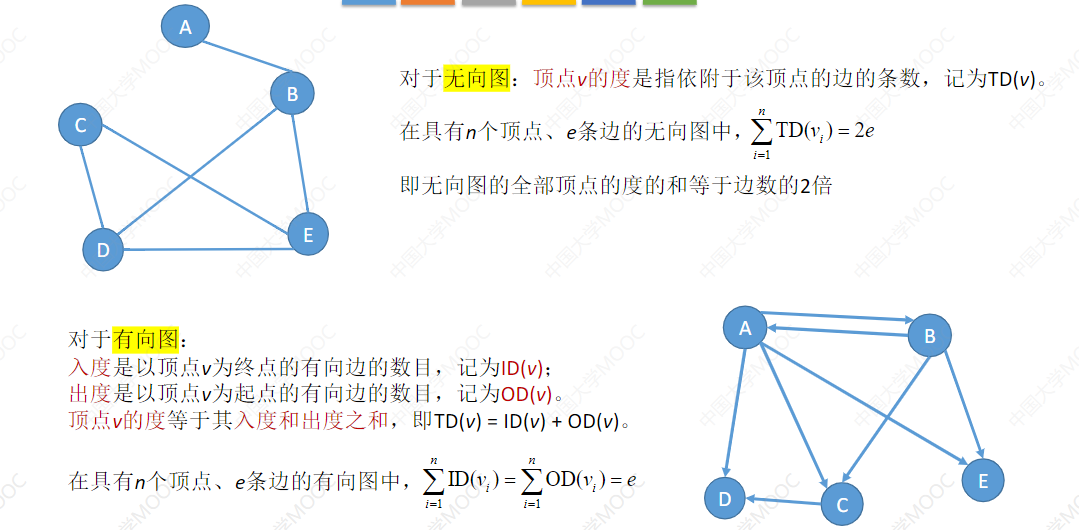 A
B
C
D
E
对于无向图：顶点v的度是指依附于该顶点的边的条数，记为TD(v)。
在具有n个顶点、e条边的无向图中，\sum_{i=1}^{n} TD(v_i) = 2e
即无向图的全部顶点的度的和等于边数的2倍
对于有向图：
入度是以顶点v为终点的有向边的数目，记为ID(v)；
出度是以顶点v为起点的有向边的数目，记为OD(v)。
顶点v的度等于其入度和出度之和，即TD(v) = ID(v) + OD(v)。
在具有n个顶点、e条边的有向图中，\sum_{i=1}^{n} ID(v_i) = \sum_{i=1}^{n} OD(v_i) = e
A
B
E
D
C
中国大学MOOC